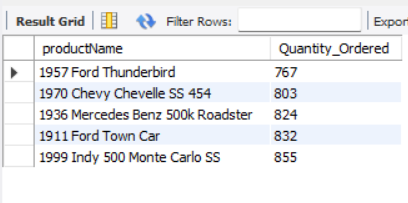 Result Grid Filter Rows: Expor
productName Quantity_Ordered
1957 Ford Thunderbird 767
1970 Chevy Chevelle SS 454 803
1936 Mercedes Benz 500k Roadster 824
1911 Ford Town Car 832
1999 Indy 500 Monte Carlo SS 855